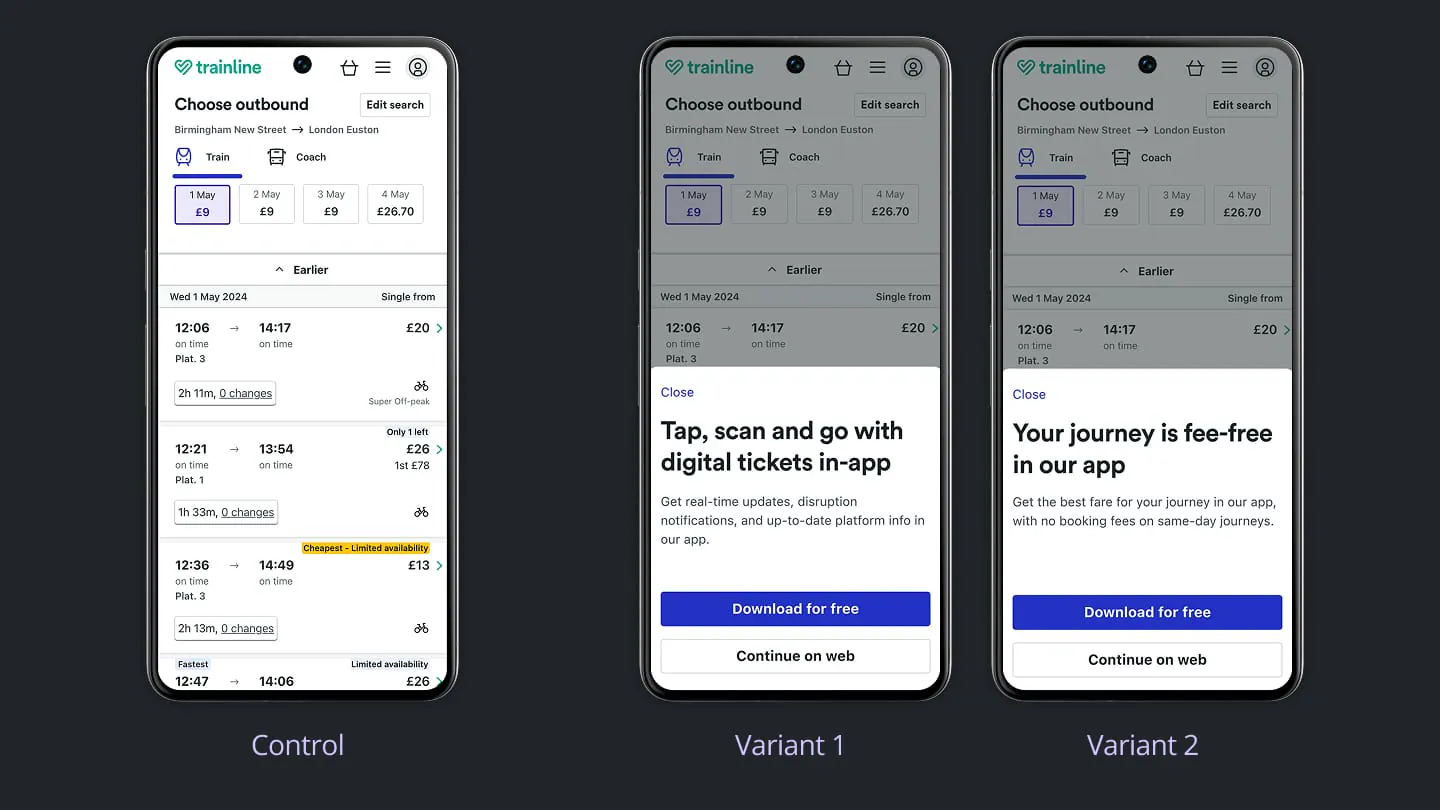 trainline
Choose outbound
Edit search
Birmingham New Street → London Euston
Train
Coach
1 May
£9
2 May
£9
3 May
£9
4 May
£26.70
Earlier
Wed 1 May 2024
Single from
12:06 → 14:17
£20
on time
on time
Plat. 3
2h 11m, 0 changes
Super Off-peak
Only 1 left
12:21 → 13:54
£26
on time
on time
1st £78
Plat. 1
1h 33m, 0 changes
Cheapest - Limited availability
12:36 → 14:49
£13
on time
on time
Plat. 3
2h 13m, 0 changes
Fastest
Limited availability
12:47 → 14:06
£26
Control
trainline
Choose outbound
Edit search
Birmingham New Street → London Euston
Train
Coach
1 May
£9
2 May
£9
3 May
£9
4 May
£26.70
Earlier
Wed 1 May 2024
Single from
12:06 → 14:17
£20
on time
on time
Plat. 3
Close
Tap, scan and go with
digital tickets in-app
Get real-time updates, disruption
notifications, and up-to-date platform info in
our app.
Download for free
Continue on web
Variant 1
trainline
Choose outbound
Edit search
Birmingham New Street → London Euston
Train
Coach
1 May
£9
2 May
£9
3 May
£9
4 May
£26.70
Earlier
Wed 1 May 2024
Single from
12:06 → 14:17
£20
on time
on time
Plat. 3
Close
Your journey is fee-free
in our app
Get the best fare for your journey in our app,
with no booking fees on same-day journeys.
Download for free
Continue on web
Variant 2